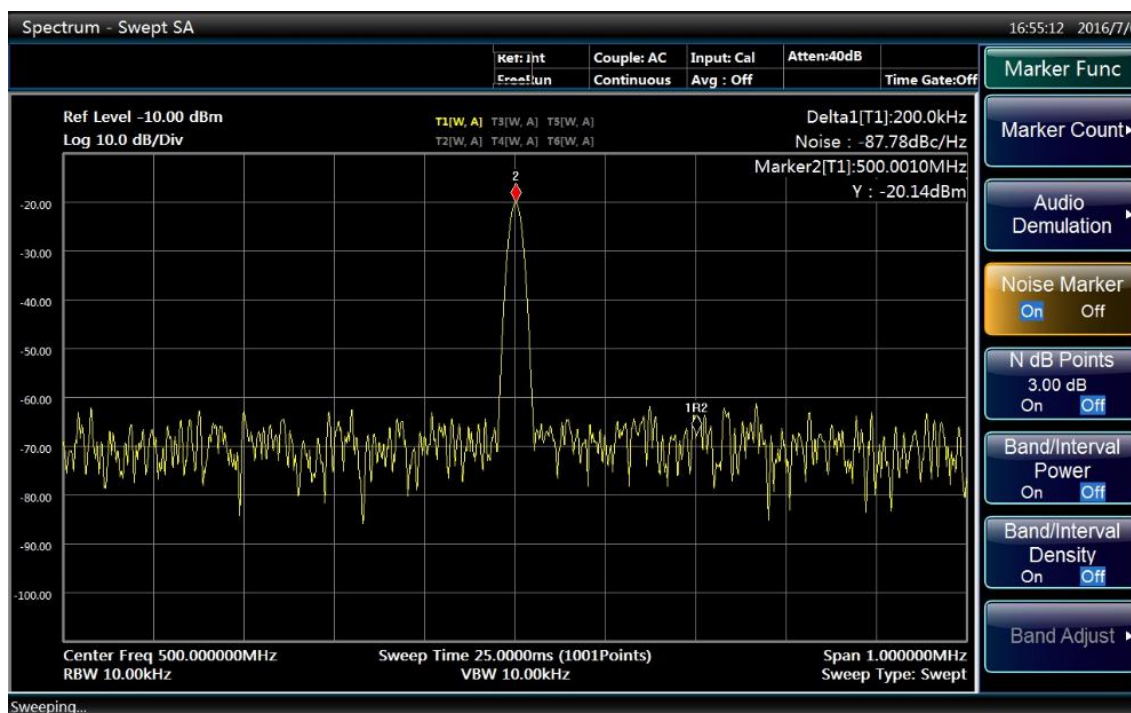 Spectrum - Swept SA
16:55:12 2016/7/
Ref: Int Couple: AC Input: Cal Atten:40dB
FreeRun Continuous Avg : Off Time Gate:Off
Marker Func
Ref Level -10.00 dBm
Log 10.0 dB/Div
T1[W, A] T3[W, A] T5[W, A]
T2[W, A] T4[W, A] T6[W, A]
Delta1[T1]:200.0kHz
Noise : -87.78dBc/Hz
Marker2[T1]:500.0010MHz
Y : -20.14dBm
2
1R2
-20.00
-30.00
-40.00
-50.00
-60.00
-70.00
-80.00
-90.00
-100.00
Center Freq 500.000000MHz
RBW 10.00kHz
Sweep Time 25.0000ms (1001Points)
VBW 10.00kHz
Span 1.000000MHz
Sweep Type: Swept
Marker Count
Audio
Demulation
Noise Marker
On Off
N dB Points
3.00 dB
On Off
Band/Interval
Power
On Off
Band/Interval
Density
On Off
Band Adjust
Sweeping...